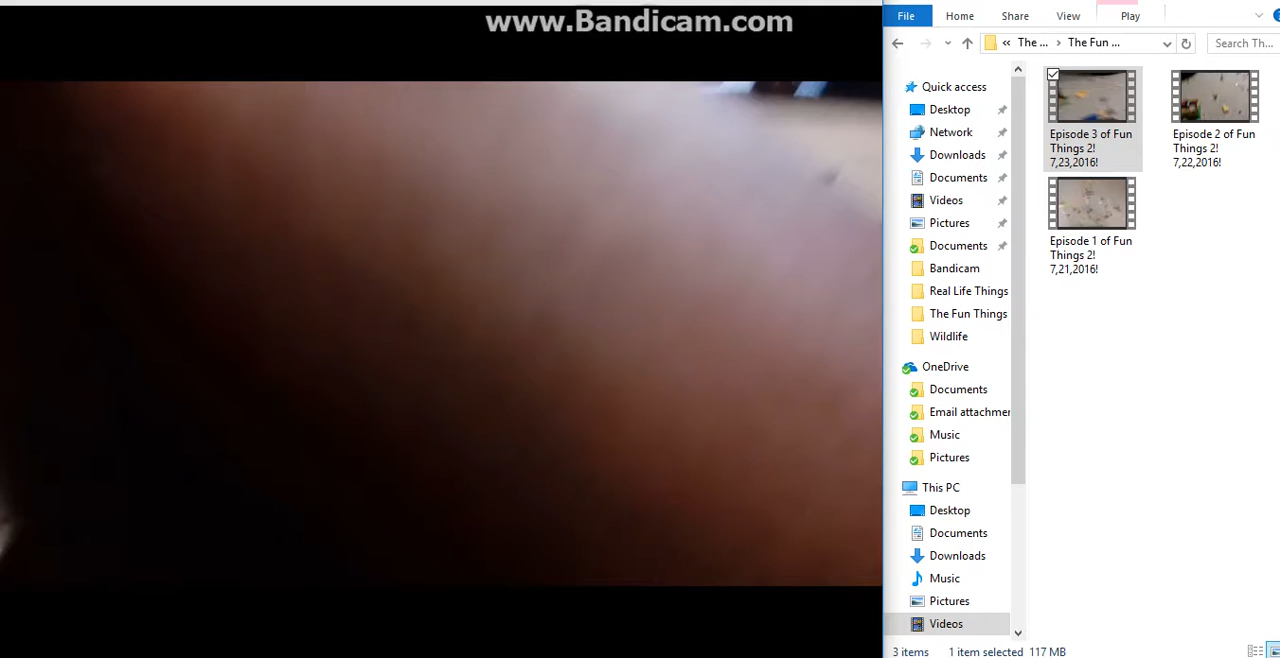 www.Bandicam.com
File Home Share View Play
« The ... › The Fun ... Search Th...
Quick access
Desktop
Network
Downloads
Documents
Videos
Pictures
Documents
Bandicam
Real Life Things
The Fun Things
Wildlife
OneDrive
Documents
Email attachmer
Music
Pictures
This PC
Desktop
Documents
Downloads
Music
Pictures
Videos
Episode 3 of Fun
Things 2!
7,23,2016!
Episode 2 of Fun
Things 2!
7,22,2016!
Episode 1 of Fun
Things 2!
7,21,2016!
3 items 1 item selected 117 MB